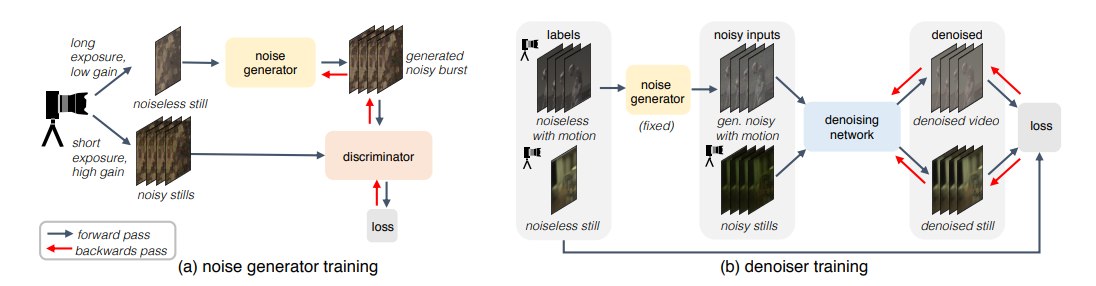 long
exposure,
low gain
noiseless still
noise
generator
generated
noisy burst
short
exposure,
high gain
noisy stills
discriminator
loss
forward pass
backwards pass
(a) noise generator training
labels
noiseless
with motion
noiseless still
noise
generator
(fixed)
noisy inputs
gen. noisy
with motion
noisy stills
denoising
network
denoised
denoised video
denoised still
loss
(b) denoiser training